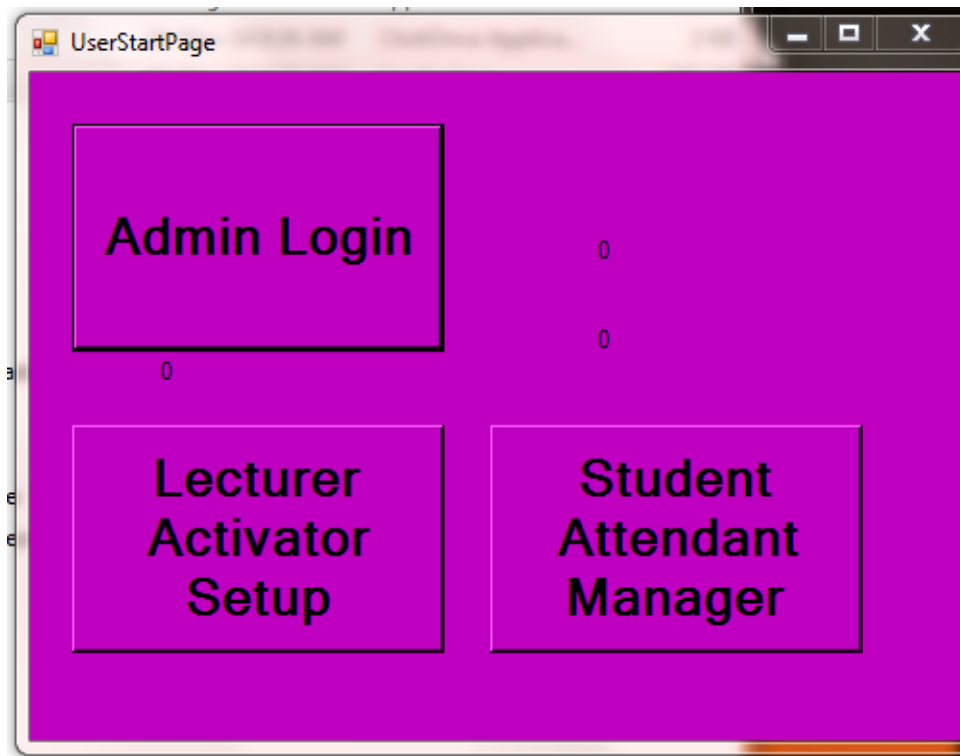 UserStartPage
Admin Login
0
0
0
Lecturer
Activator
Setup
Student
Attendant
Manager